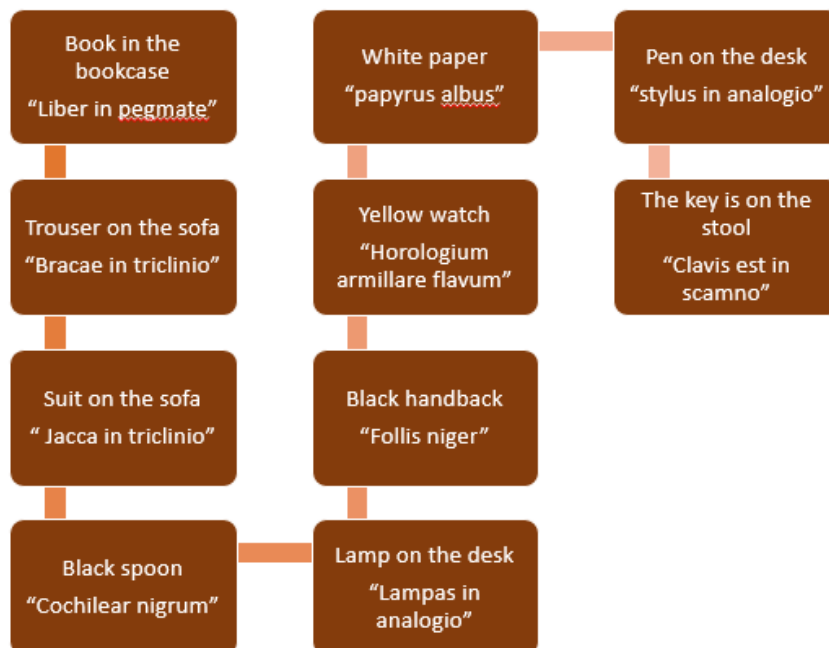 Book in the
bookcase
“Liber in pegmate”
Trouser on the sofa
“Bracae in triclinio”
Suit on the sofa
“ Jacca in triclinio”
Black spoon
“Cochilear nigrum”
Lamp on the desk
“Lampas in
analogio”
Black handback
“Follis niger”
Yellow watch
“Horologium
armillare flavum”
White paper
“papyrus albus”
Pen on the desk
“stylus in analogio”
The key is on the
stool
“Clavis est in
scamno”